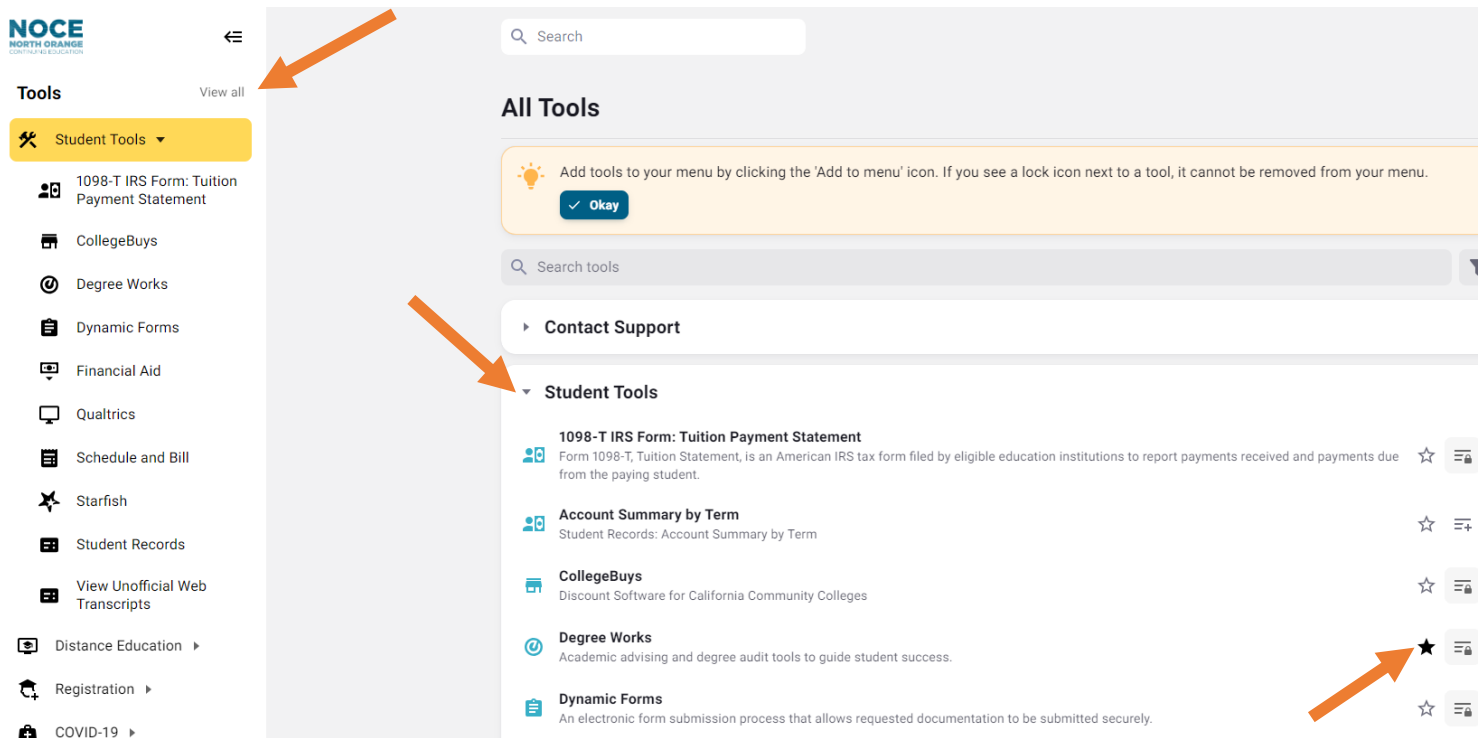 NOCE
NORTH ORANGE
CONTINUING EDUCATION
Tools
View all
Student Tools
1098-T IRS Form: Tuition
Payment Statement
CollegeBuys
Degree Works
Dynamic Forms
Financial Aid
Qualtrics
Schedule and Bill
Starfish
Student Records
View Unofficial Web
Transcripts
Distance Education
Registration
COVID-19
Search
All Tools
Add tools to your menu by clicking the 'Add to menu' icon. If you see a lock icon next to a tool, it cannot be removed from your menu.
Okay
Search tools
Contact Support
Student Tools
1098-T IRS Form: Tuition Payment Statement
Form 1098-T, Tuition Statement, is an American IRS tax form filed by eligible education institutions to report payments received and payments due
from the paying student.
Account Summary by Term
Student Records: Account Summary by Term
CollegeBuys
Discount Software for California Community Colleges
Degree Works
Academic advising and degree audit tools to guide student success.
Dynamic Forms
An electronic form submission process that allows requested documentation to be submitted securely.